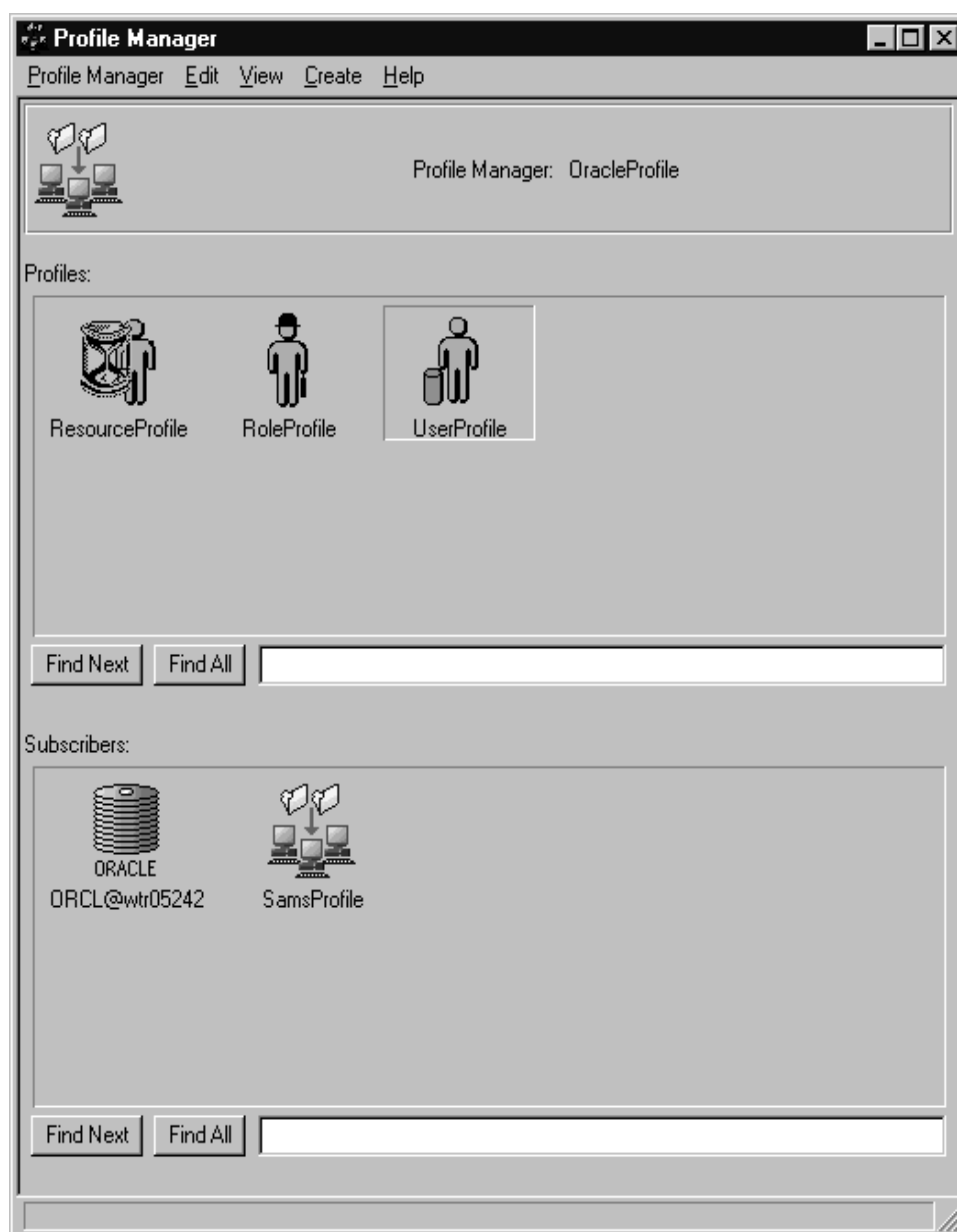 Profile Manager
Profile Manager Edit View Create Help
Profile Manager: OracleProfile
Profiles:
ResourceProfile RoleProfile UserProfile
Find Next Find All
Subscribers:
ORACLE
ORCL@wtr05242 SamsProfile
Find Next Find All